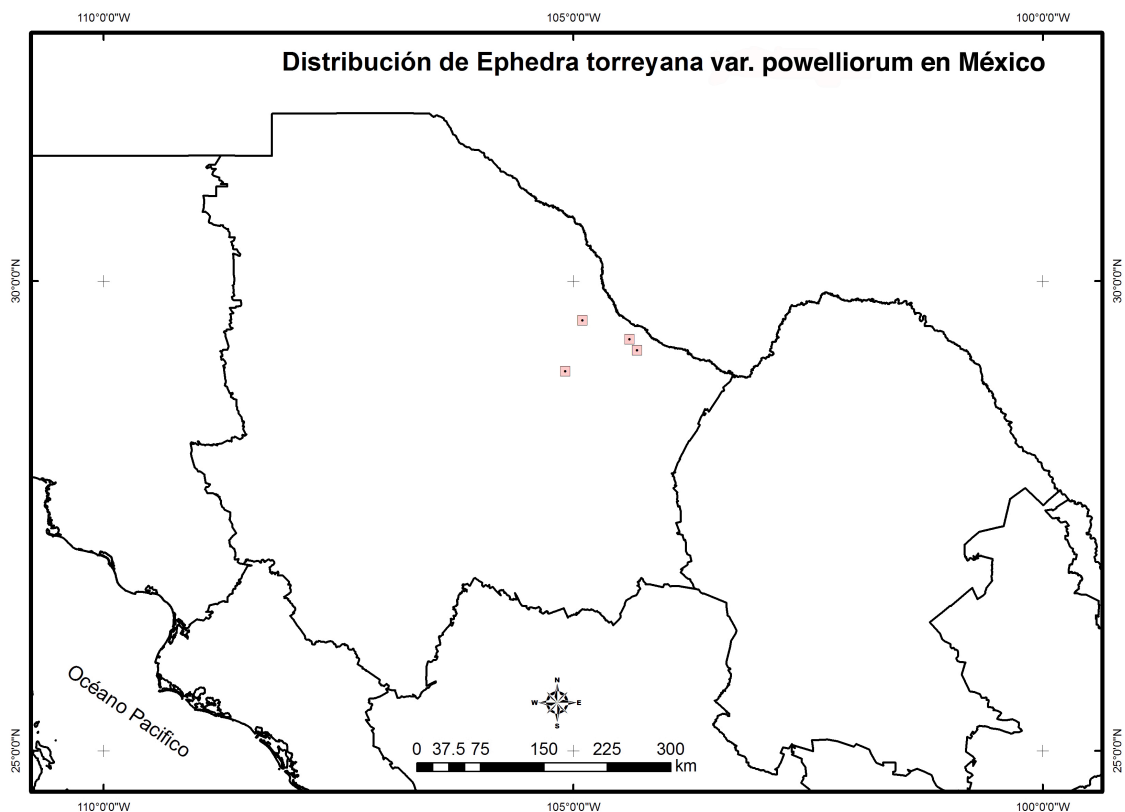 110°0'0"W 105°0'0"W 100°0'0"W
Distribución de Ephedra torreyana var. powelliorum en México
30°0'0"N 30°0'0"N
Océano Pacifico
N
W E
S
0 37.5 75 150 225 300
km
25°0'0"N 25°0'0"N
110°0'0"W 105°0'0"W 100°0'0"W